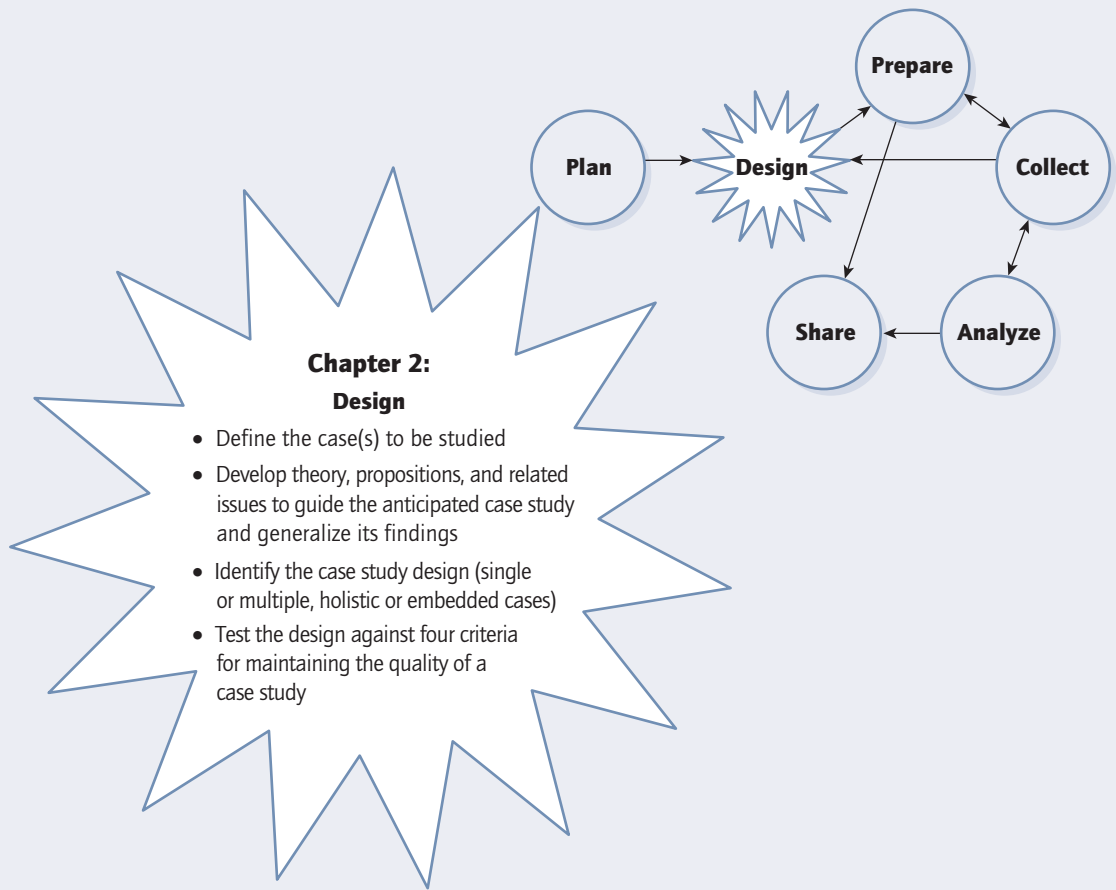 Prepare
Plan
Design
Collect
Share
Analyze
Chapter 2:
Design
• Define the case(s) to be studied
• Develop theory, propositions, and related
issues to guide the anticipated case study
and generalize its findings
• Identify the case study design (single
or multiple, holistic or embedded cases)
• Test the design against four criteria
for maintaining the quality of a
case study